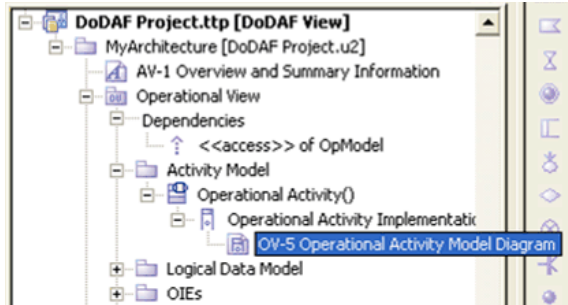 DoDAF Project.ttp [DoDAF View]
MyArchitecture [DoDAF Project.u2]
AV-1 Overview and Summary Information
Operational View
Dependencies
<<access>> of OpModel
Activity Model
Operational Activity()
Operational Activity Implementatic
OV-5 Operational Activity Model Diagram
Logical Data Model
OIEs